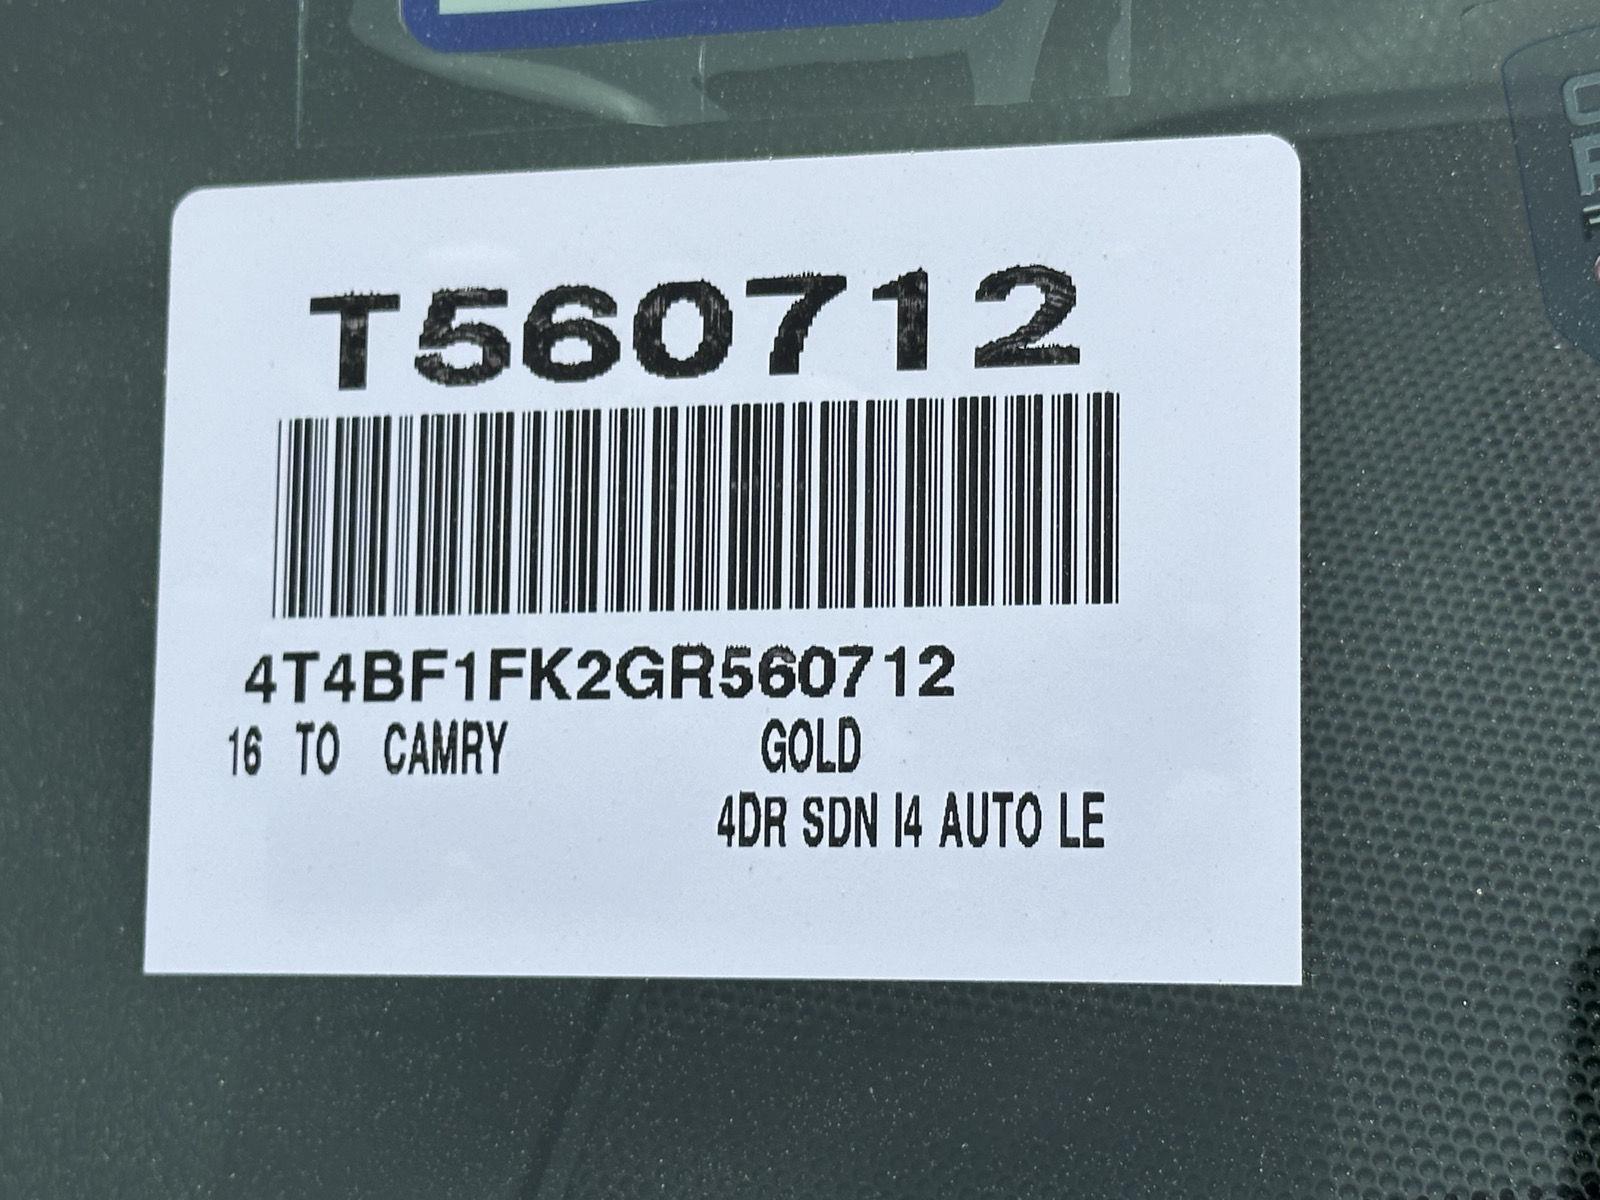 T560712
4T4BF1FK2GR560712
16 TO CAMRY GOLD
4DR SDN I4 AUTO LE